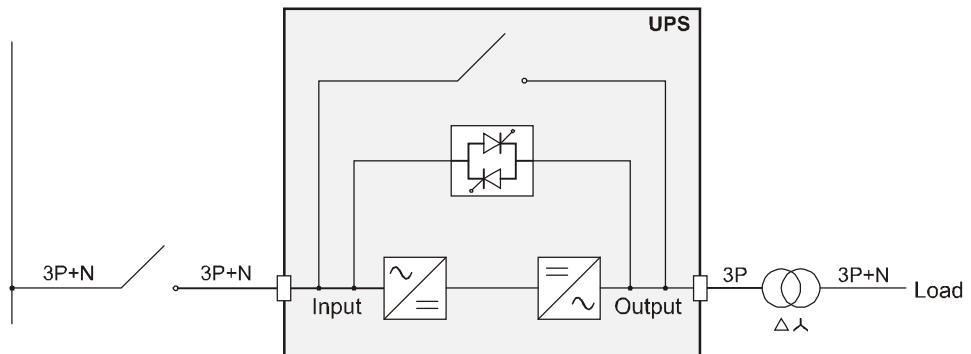 UPS
3P+N
3P+N
Input
Output
3P
3P+N
Load